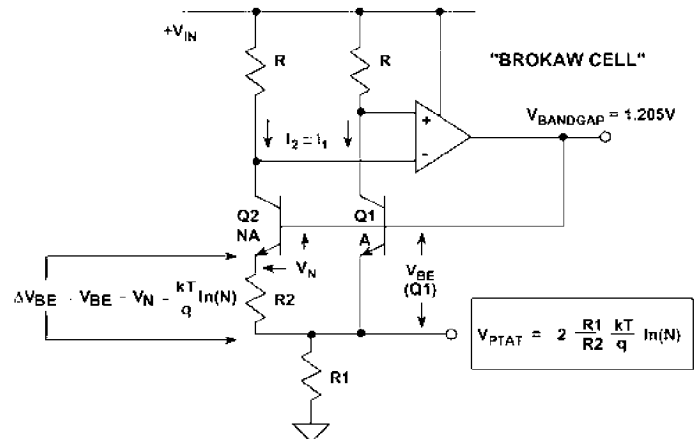 +V_IN
R
R
"BROKAW CELL"
V_BANDGAP = 1.205V
I_2 = I_1
+
-
Q2
NA
Q1
A
V_N
V_BE
(Q1)
ΔV_BE = V_BE - V_N = kT/q ln(N)
R2
V_PTAT = 2 R1/R2 kT/q ln(N)
R1